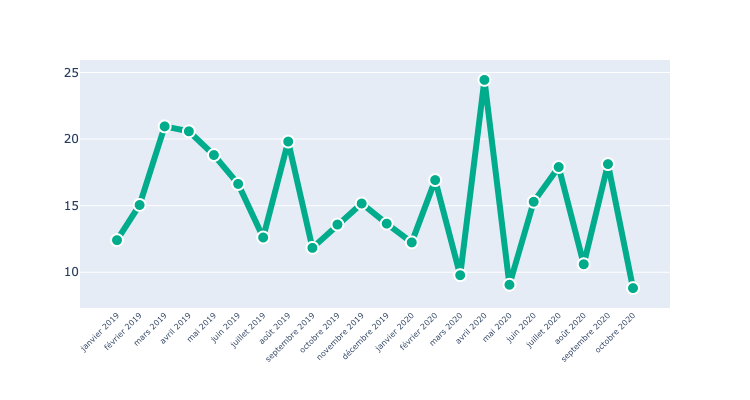 25
20
15
10
janvier 2019
février 2019
mars 2019
avril 2019
mai 2019
juin 2019
juillet 2019
août 2019
septembre 2019
octobre 2019
novembre 2019
décembre 2019
janvier 2020
février 2020
mars 2020
avril 2020
mai 2020
juin 2020
juillet 2020
août 2020
septembre 2020
octobre 2020